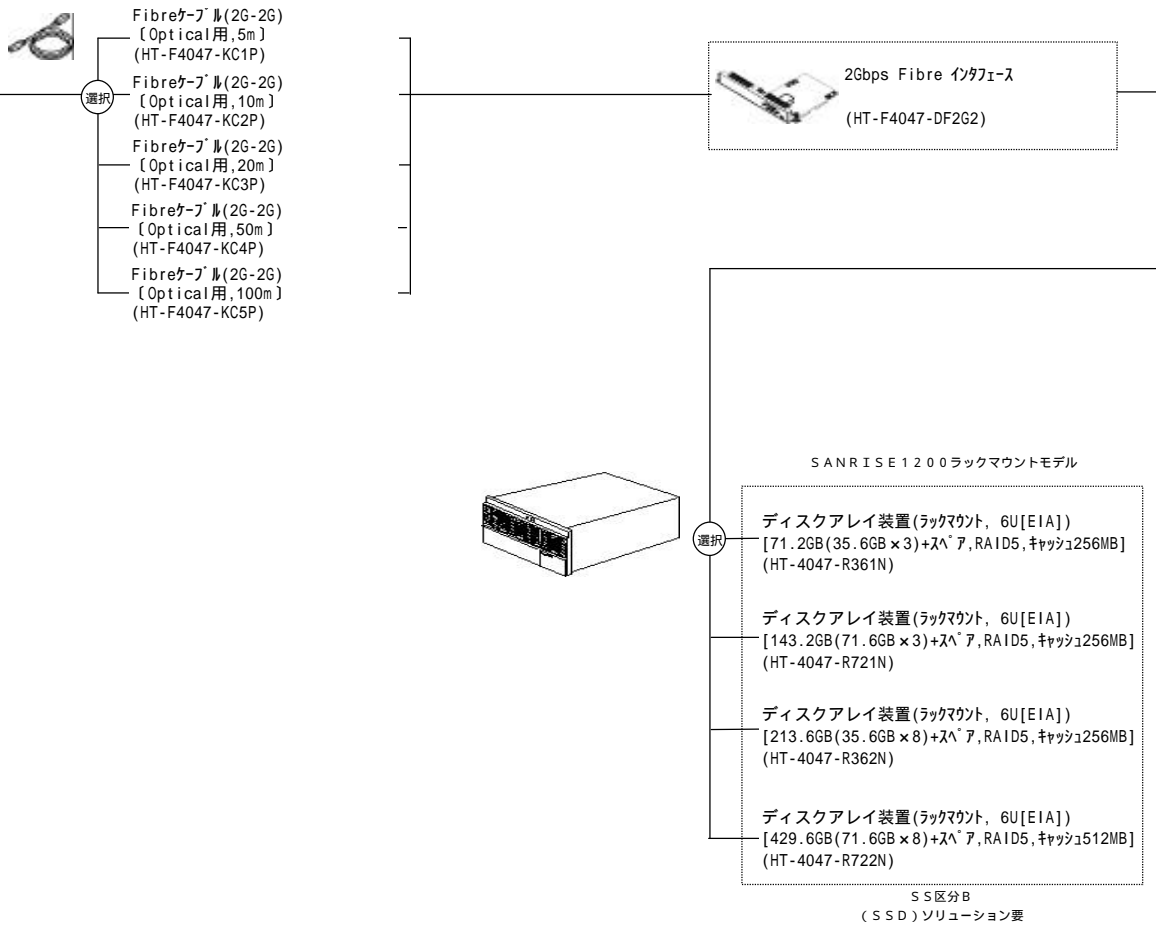 Fibreｹｰﾌﾞﾙ(2G-2G)
〔Optical用,5m〕
(HT-F4047-KC1P)
選択
Fibreｹｰﾌﾞﾙ(2G-2G)
〔Optical用,10m〕
(HT-F4047-KC2P)
Fibreｹｰﾌﾞﾙ(2G-2G)
〔Optical用,20m〕
(HT-F4047-KC3P)
Fibreｹｰﾌﾞﾙ(2G-2G)
〔Optical用,50m〕
(HT-F4047-KC4P)
Fibreｹｰﾌﾞﾙ(2G-2G)
〔Optical用,100m〕
(HT-F4047-KC5P)
2Gbps Fibre ｲﾝﾀﾌｪｰｽ
(HT-F4047-DF2G2)
ＳＡＮＲＩＳＥ１２００ラックマウントモデル
選択
ディスクアレイ装置(ﾗｯｸﾏｳﾝﾄ, 6U[EIA])
[71.2GB(35.6GB×3)+ｽﾍﾟｱ,RAID5,ｷｬｯｼｭ256MB]
(HT-4047-R361N)
ディスクアレイ装置(ﾗｯｸﾏｳﾝﾄ, 6U[EIA])
[143.2GB(71.6GB×3)+ｽﾍﾟｱ,RAID5,ｷｬｯｼｭ256MB]
(HT-4047-R721N)
ディスクアレイ装置(ﾗｯｸﾏｳﾝﾄ, 6U[EIA])
[213.6GB(35.6GB×8)+ｽﾍﾟｱ,RAID5,ｷｬｯｼｭ256MB]
(HT-4047-R362N)
ディスクアレイ装置(ﾗｯｸﾏｳﾝﾄ, 6U[EIA])
[429.6GB(71.6GB×8)+ｽﾍﾟｱ,RAID5,ｷｬｯｼｭ512MB]
(HT-4047-R722N)
ＳＳ区分Ｂ
（ＳＳＤ）ソリューション要